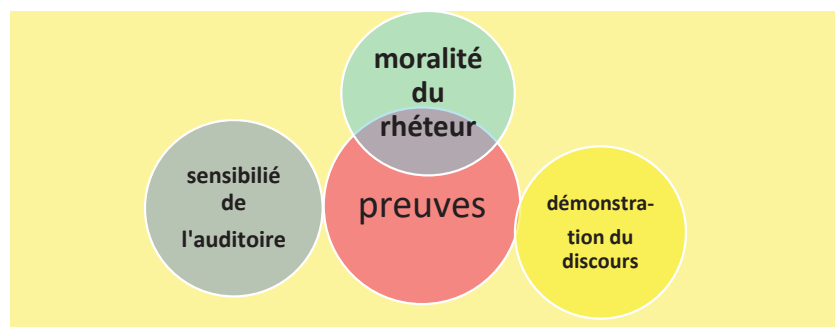 moralité
du
rhéteur
sensibilié
de
l'auditoire
preuves
démonstra-
tion du
discours